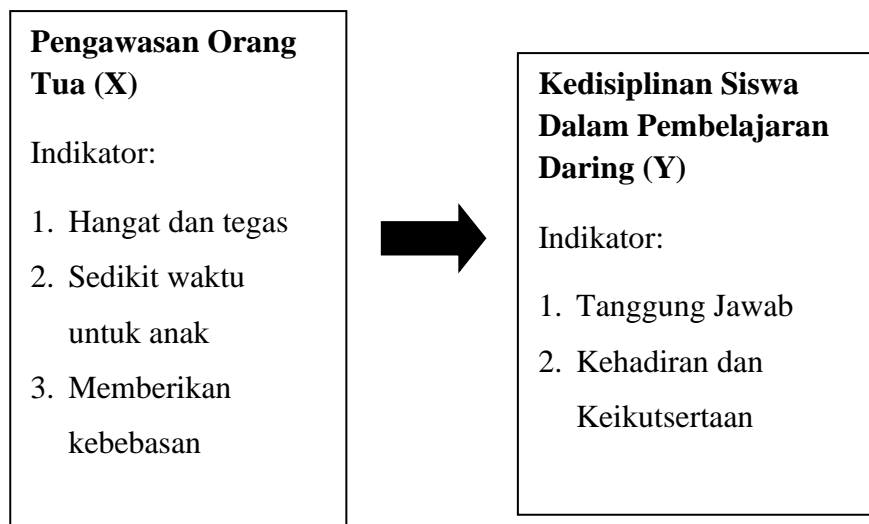 Pengawasan Orang
Tua (X)
Indikator:
1. Hangat dan tegas
2. Sedikit waktu
untuk anak
3. Memberikan
kebebasan
Kedisiplinan Siswa
Dalam Pembelajaran
Daring (Y)
Indikator:
1. Tanggung Jawab
2. Kehadiran dan
Keikutsertaan